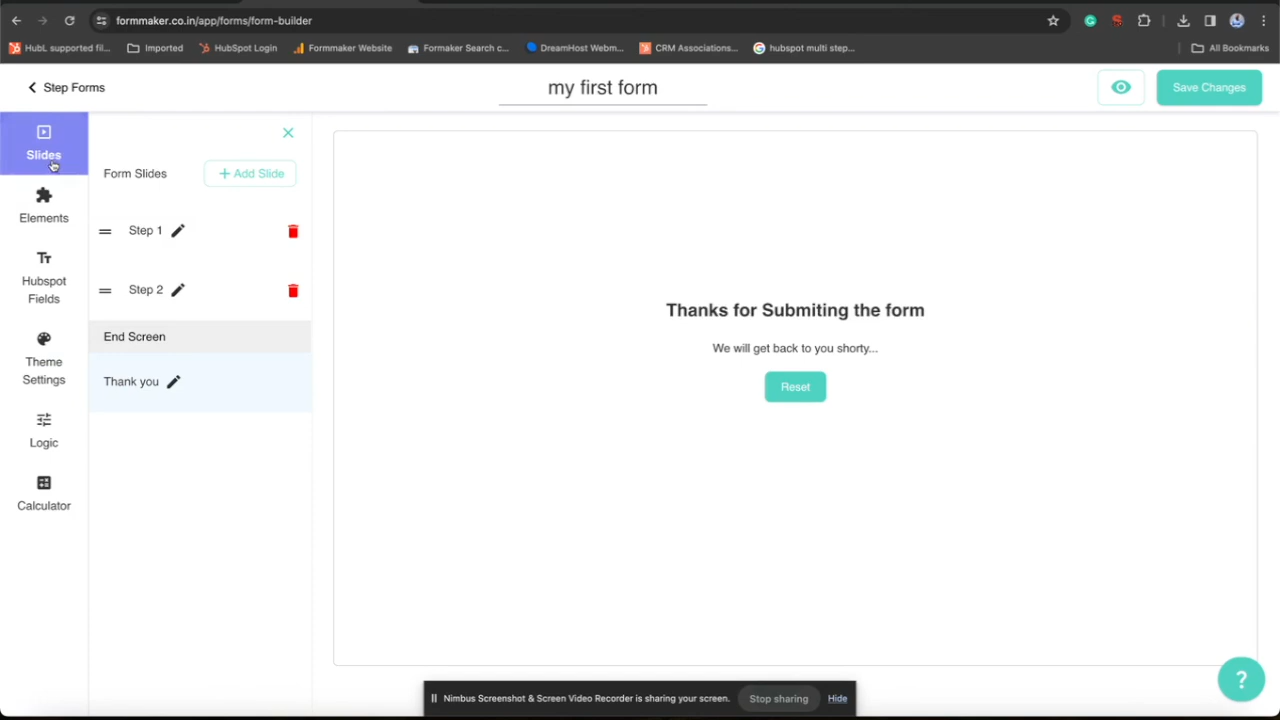 formmaker.co.in/app/forms/form-builder
HubL supported fil...
Imported
HubSpot Login
Formmaker Website
Formaker Search c...
DreamHost Webm...
CRM Associations...
hubspot multi step...
All Bookmarks
Step Forms
my first form
Save Changes
Slides
Elements
Hubspot
Fields
Theme
Settings
Logic
Calculator
Form Slides
+ Add Slide
Step 1
Step 2
End Screen
Thank you
Thanks for Submiting the form
We will get back to you shorty...
Reset
Nimbus Screenshot & Screen Video Recorder is sharing your screen.
Stop sharing
Hide
?